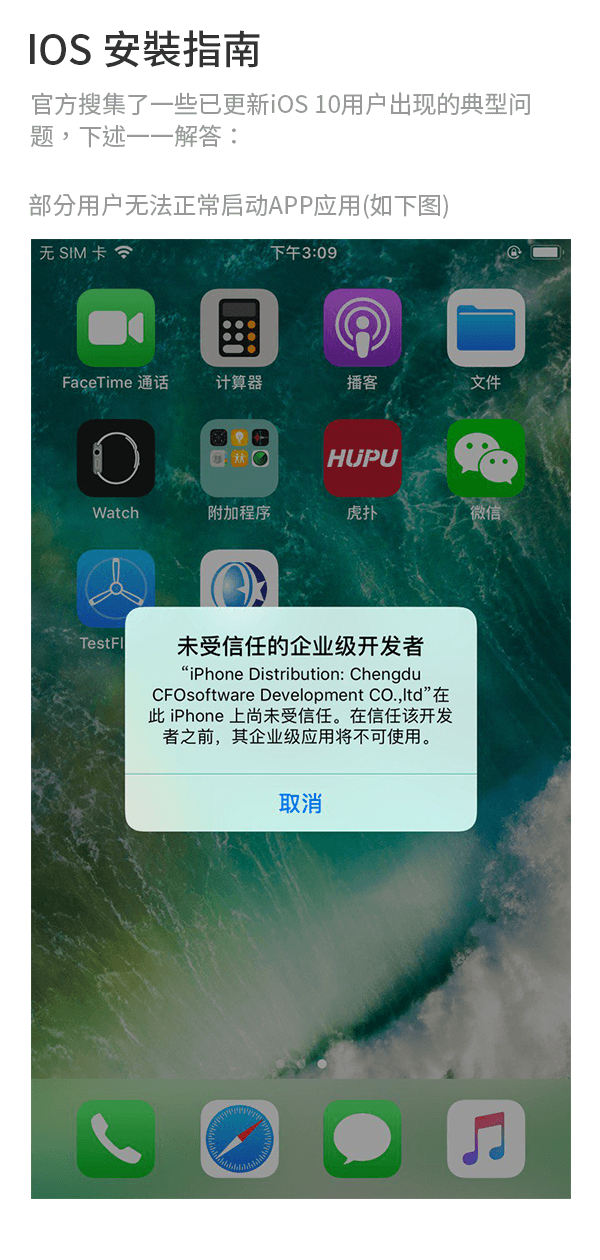 IOS 安裝指南
官方搜集了一些已更新iOS 10用户出现的典型问
题，下述一一解答：
部分用户无法正常启动APP应用(如下图)
无 SIM 卡
下午3:09
FaceTime 通话
计算器
播客
文件
HUPU
Watch
附加程序
虎扑
微信
TestFl
未受信任的企业级开发者
“iPhone Distribution: Chengdu
CFOsoftware Development CO.,ltd”在
此 iPhone 上尚未受信任。在信任该开发
者之前，其企业级应用将不可使用。
取消